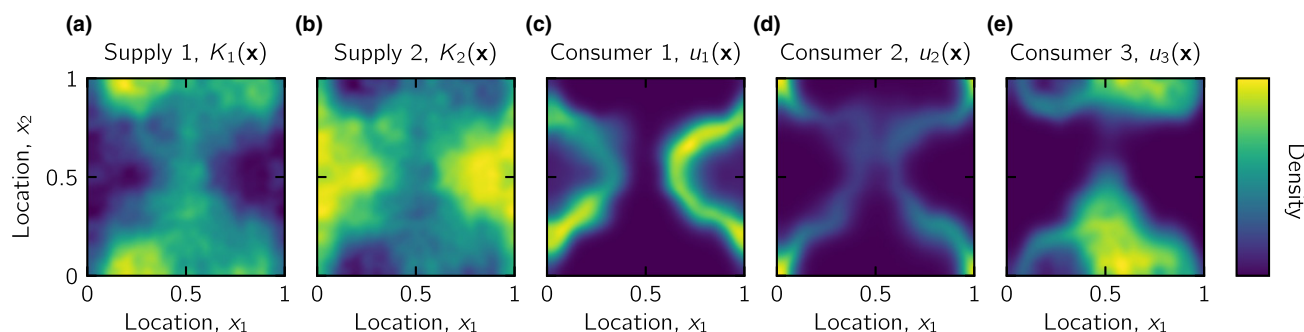 (a) (b) (c) (d) (e)
Supply 1, K₁(x) Supply 2, K₂(x) Consumer 1, u₁(x) Consumer 2, u₂(x) Consumer 3, u₃(x)
1
Location, x₂
0.5
0
0 0.5 1 0 0.5 1 0 0.5 1 0 0.5 1 0 0.5 1
Location, x₁ Location, x₁ Location, x₁ Location, x₁ Location, x₁
Density